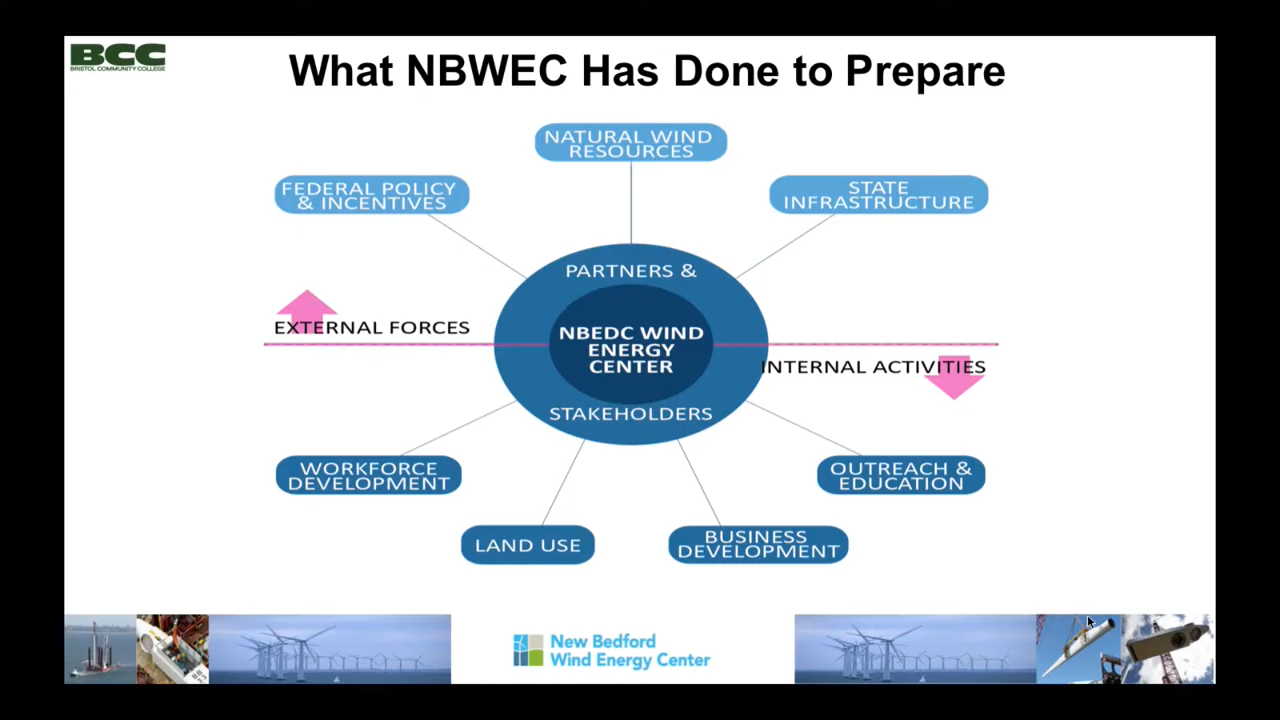 BCC
BRISTOL COMMUNITY COLLEGE
What NBWEC Has Done to Prepare
NATURAL WIND
RESOURCES
FEDERAL POLICY
& INCENTIVES
STATE
INFRASTRUCTURE
PARTNERS &
EXTERNAL FORCES
NBEDC WIND
ENERGY
CENTER
INTERNAL ACTIVITIES
STAKEHOLDERS
WORKFORCE
DEVELOPMENT
OUTREACH &
EDUCATION
LAND USE
BUSINESS
DEVELOPMENT
New Bedford
Wind Energy Center